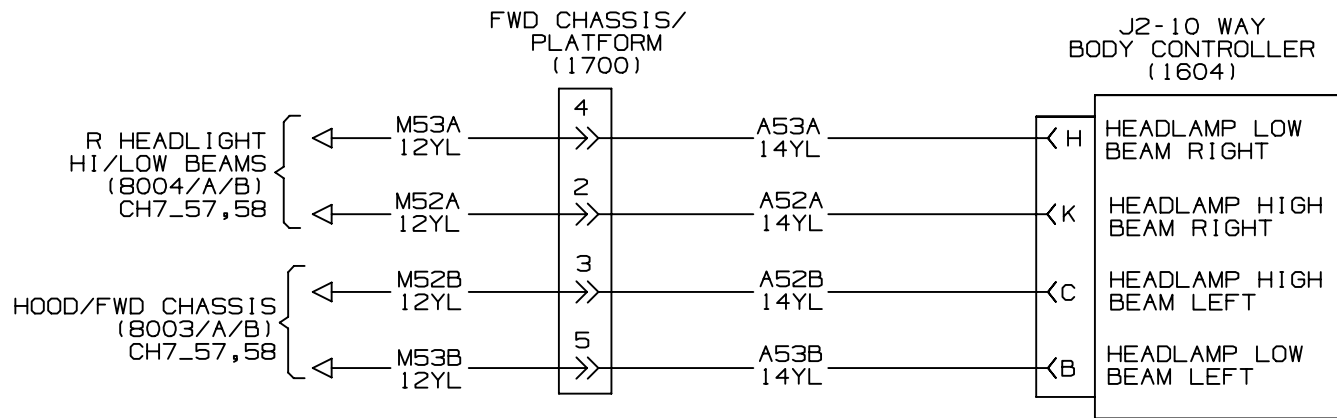 FWD CHASSIS/
PLATFORM
(1700)
J2-10 WAY
BODY CONTROLLER
(1604)
R HEADLIGHT
HI/LOW BEAMS
(8004/A/B)
CH7_57,58
M53A
12YL
4
A53A
14YL
H
HEADLAMP LOW
BEAM RIGHT
M52A
12YL
2
A52A
14YL
K
HEADLAMP HIGH
BEAM RIGHT
HOOD/FWD CHASSIS
(8003/A/B)
CH7_57,58
M52B
12YL
3
A52B
14YL
C
HEADLAMP HIGH
BEAM LEFT
M53B
12YL
5
A53B
14YL
B
HEADLAMP LOW
BEAM LEFT